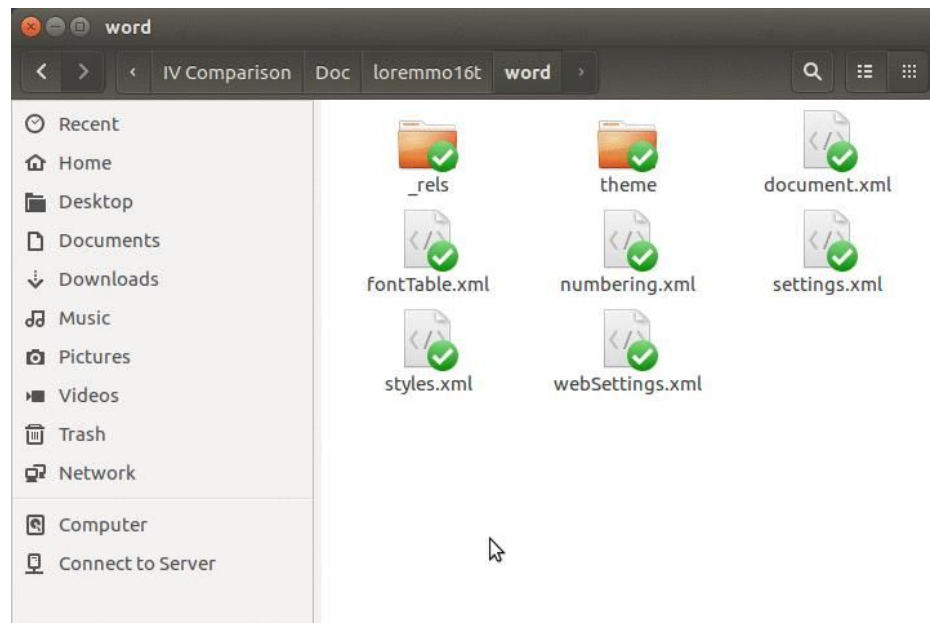 word
IV Comparison Doc loremmo16t word
Recent
Home
Desktop
Documents
Downloads
Music
Pictures
Videos
Trash
Network
Computer
Connect to Server
_rels theme document.xml
fontTable.xml numbering.xml settings.xml
styles.xml webSettings.xml